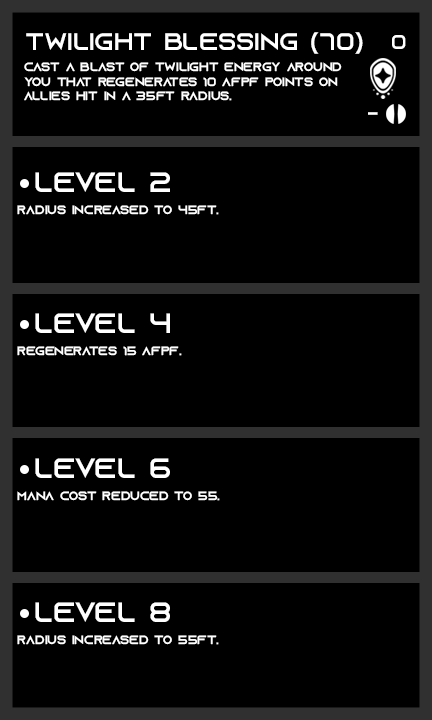 TWILIGHT BLESSING (70) 0
CAST A BLAST OF TWILIGHT ENERGY AROUND
YOU THAT REGENERATES 10 AFPF POINTS ON
ALLIES HIT IN A 35FT RADIUS.
-
•LEVEL 2
RADIUS INCREASED TO 45FT.
•LEVEL 4
REGENERATES 15 AFPF.
•LEVEL 6
MANA COST REDUCED TO 55.
•LEVEL 8
RADIUS INCREASED TO 55FT.